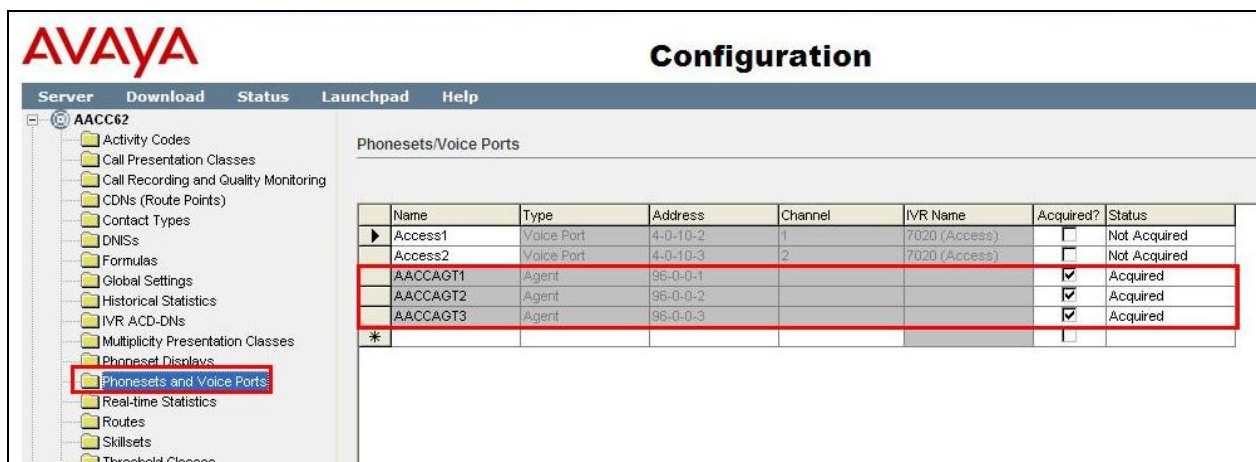 AVAYA
Configuration
Server Download Status Launchpad Help
AACC62
Activity Codes
Call Presentation Classes
Call Recording and Quality Monitoring
CDNs (Route Points)
Contact Types
DNISs
Formulas
Global Settings
Historical Statistics
IVR ACD-DNs
Multiplicity Presentation Classes
Phoneset Displays
Phonesets and Voice Ports
Real-time Statistics
Routes
Skillsets
Threshold Classes
Phonesets/Voice Ports
Name Type Address Channel IVR Name Acquired? Status
Access1 Voice Port 4-0-10-2 1 7020 (Access) Not Acquired
Access2 Voice Port 4-0-10-3 2 7020 (Access) Not Acquired
AACCAGT1 Agent 96-0-0-1 Acquired
AACCAGT2 Agent 96-0-0-2 Acquired
AACCAGT3 Agent 96-0-0-3 Acquired